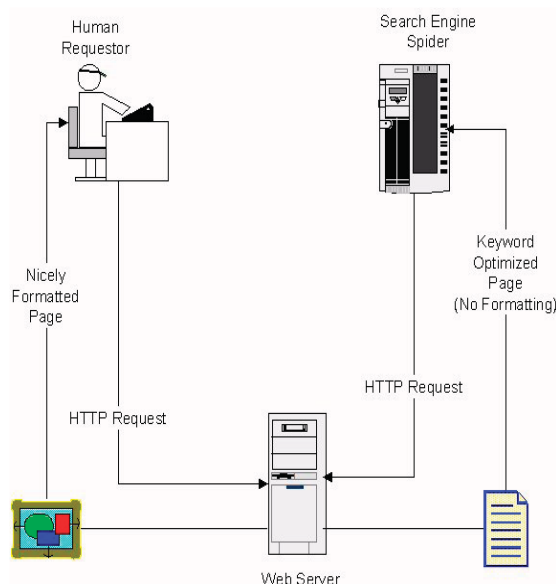 Human
Requestor
Search Engine
Spider
Nicely
Formatted
Page
Keyword
Optimized
Page
(No Formatting)
HTTP Request
HTTP Request
Web Server